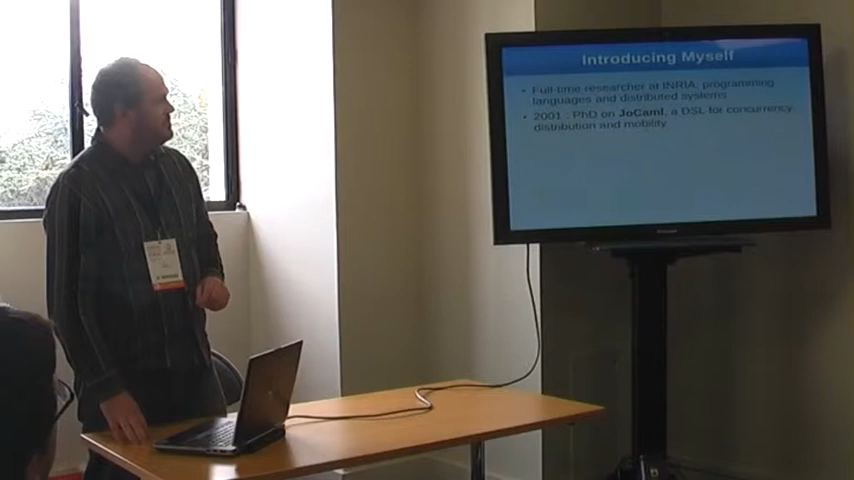 Introducing Myself
• Full-time researcher at INRIA, programming
languages and distributed systems
• 2001 : PhD on JoCaml, a DSL for concurrency,
distribution and mobility